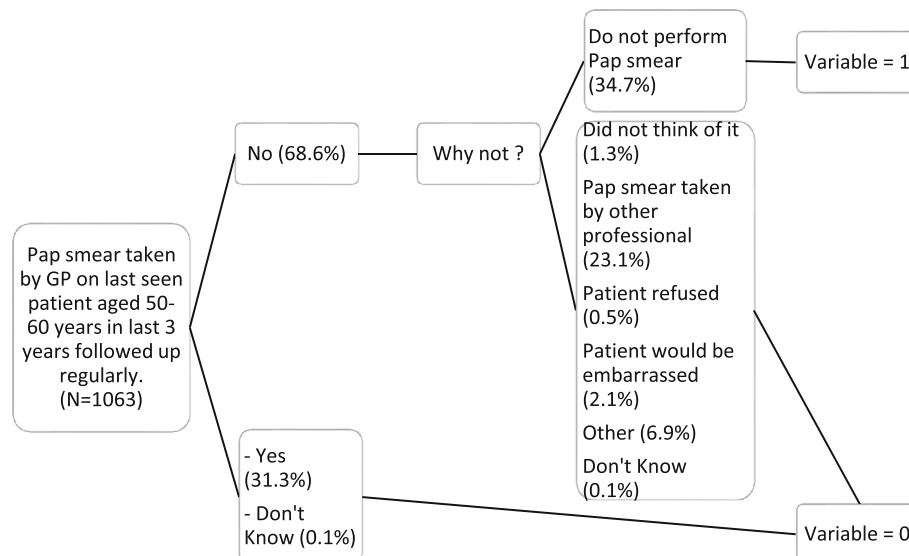 Pap smear taken
by GP on last seen
patient aged 50-
60 years in last 3
years followed up
regularly.
(N=1063)
No (68.6%)
- Yes
(31.3%)
- Don't
Know (0.1%)
Why not ?
Do not perform
Pap smear
(34.7%)
Did not think of it
(1.3%)
Pap smear taken
by other
professional
(23.1%)
Patient refused
(0.5%)
Patient would be
embarrassed
(2.1%)
Other (6.9%)
Don't Know
(0.1%)
Variable = 1
Variable = 0